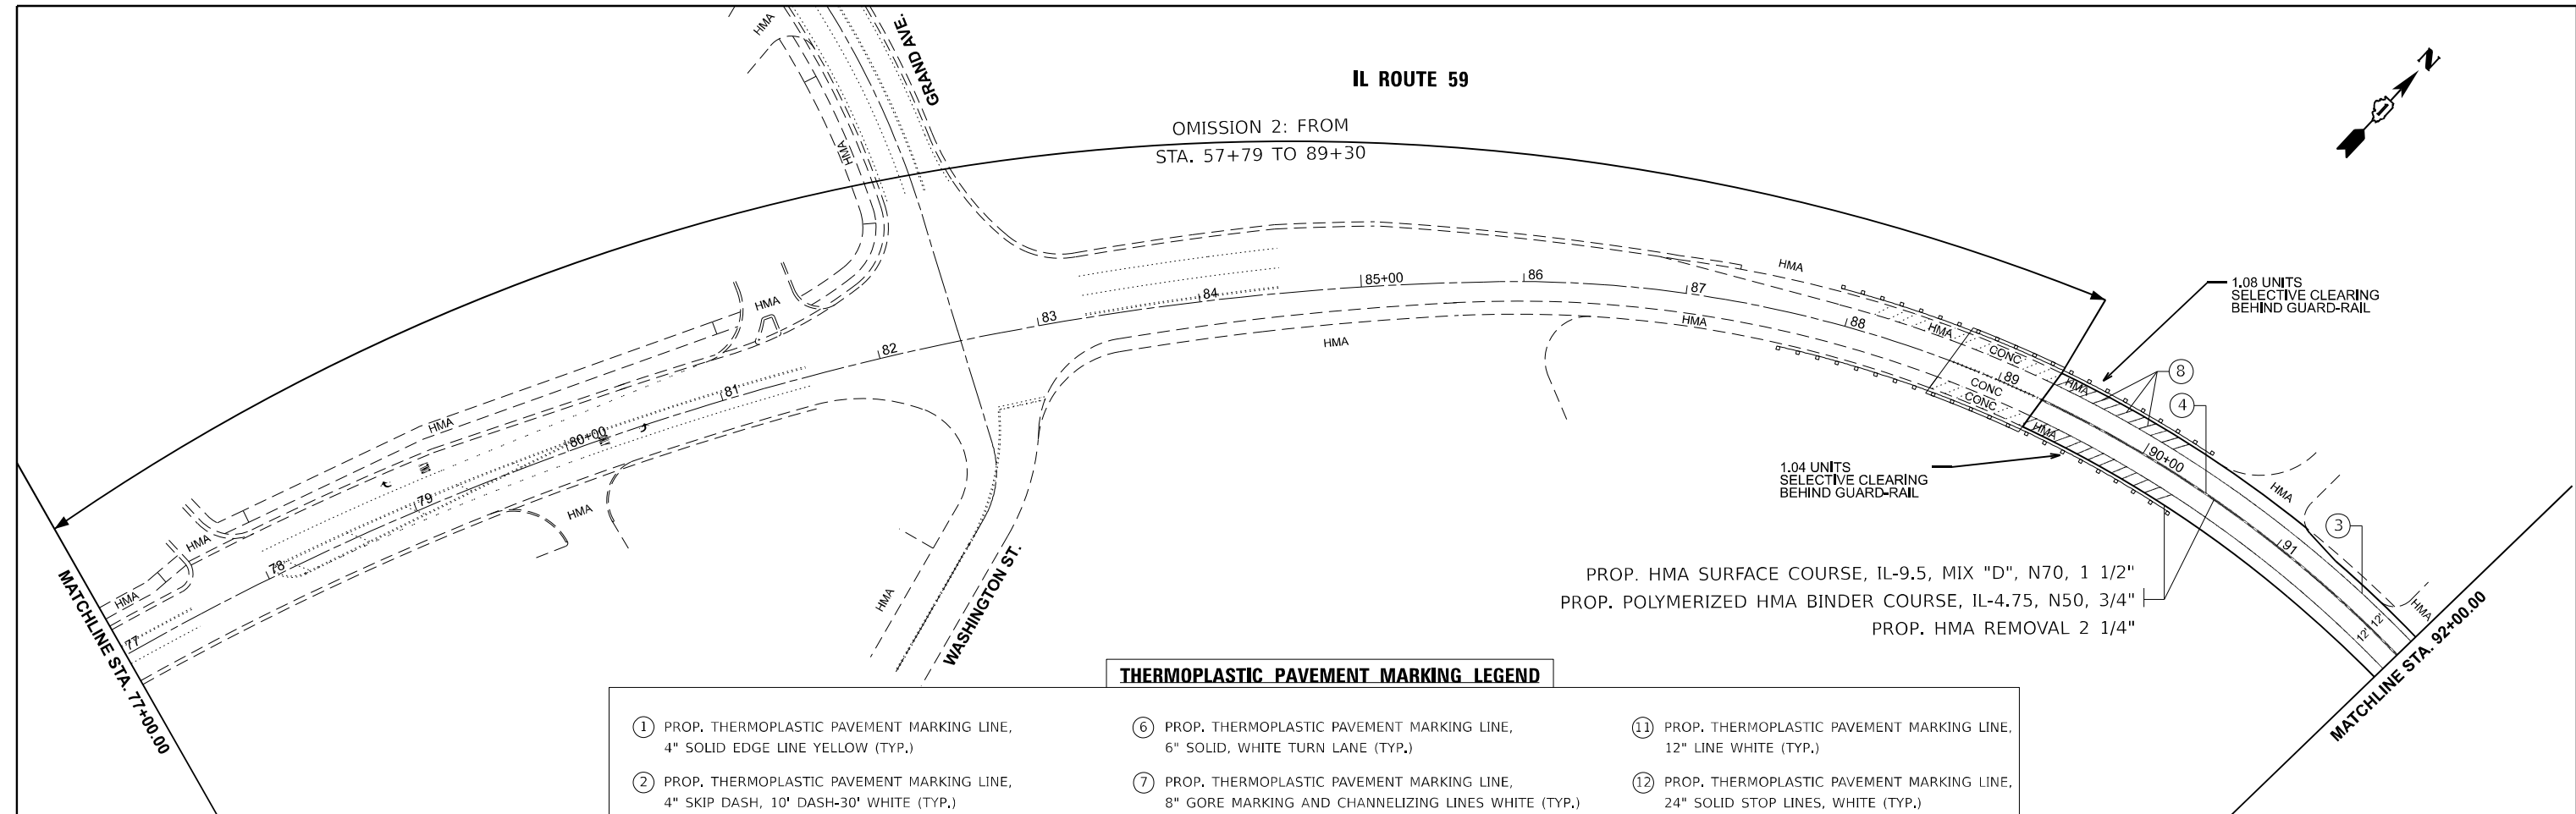 HMA
GRAND AVE.
HMA
IL ROUTE 59
N
OMISSION 2: FROM
STA. 57+79 TO 89+30
HMA
HMA
HMA
HMA
HMA
77
78
79
80+00
81
82
83
84
85+00
86
87
88
89
90+00
91
HMA
HMA
HMA
HMA
HMA
HMA
CONC
CONC
CONC
HMA
HMA
HMA
HMA
12'
12'
1.08 UNITS
SELECTIVE CLEARING
BEHIND GUARD-RAIL
8
4
3
1.04 UNITS
SELECTIVE CLEARING
BEHIND GUARD-RAIL
PROP. HMA SURFACE COURSE, IL-9.5, MIX "D", N70, 1 1/2"
PROP. POLYMERIZED HMA BINDER COURSE, IL-4.75, N50, 3/4"
PROP. HMA REMOVAL 2 1/4"
WASHINGTON ST.
MATCHLINE STA. 77+00.00
MATCHLINE STA. 92+00.00
THERMOPLASTIC PAVEMENT MARKING LEGEND
1 PROP. THERMOPLASTIC PAVEMENT MARKING LINE,
4" SOLID EDGE LINE YELLOW (TYP.)
2 PROP. THERMOPLASTIC PAVEMENT MARKING LINE,
4" SKIP DASH, 10' DASH-30' WHITE (TYP.)
6 PROP. THERMOPLASTIC PAVEMENT MARKING LINE,
6" SOLID, WHITE TURN LANE (TYP.)
7 PROP. THERMOPLASTIC PAVEMENT MARKING LINE,
8" GORE MARKING AND CHANNELIZING LINES WHITE (TYP.)
11 PROP. THERMOPLASTIC PAVEMENT MARKING LINE,
12" LINE WHITE (TYP.)
12 PROP. THERMOPLASTIC PAVEMENT MARKING LINE,
24" SOLID STOP LINES, WHITE (TYP.)